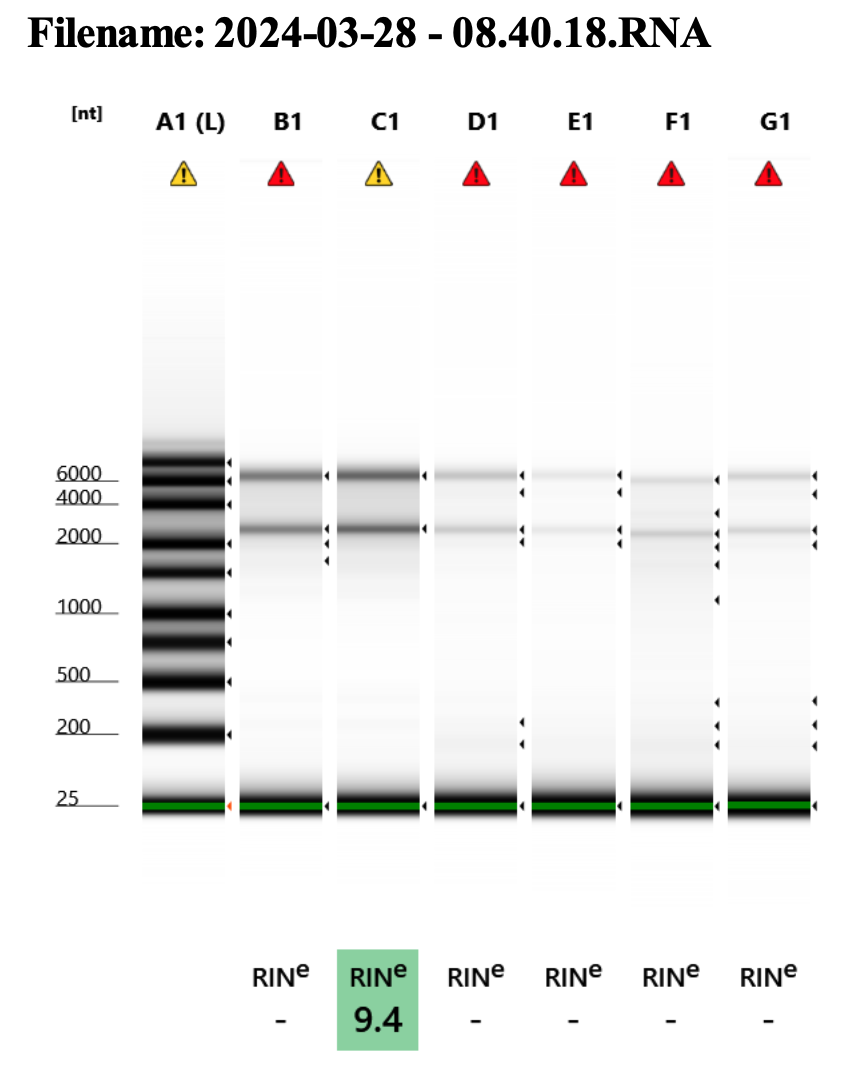 Filename: 2024-03-28 - 08.40.18.RNA
[nt] A1 (L) B1 C1 D1 E1 F1 G1
6000
4000
2000
1000
500
200
25
RINe RINe RINe RINe RINe RINe
- 9.4 - - - -